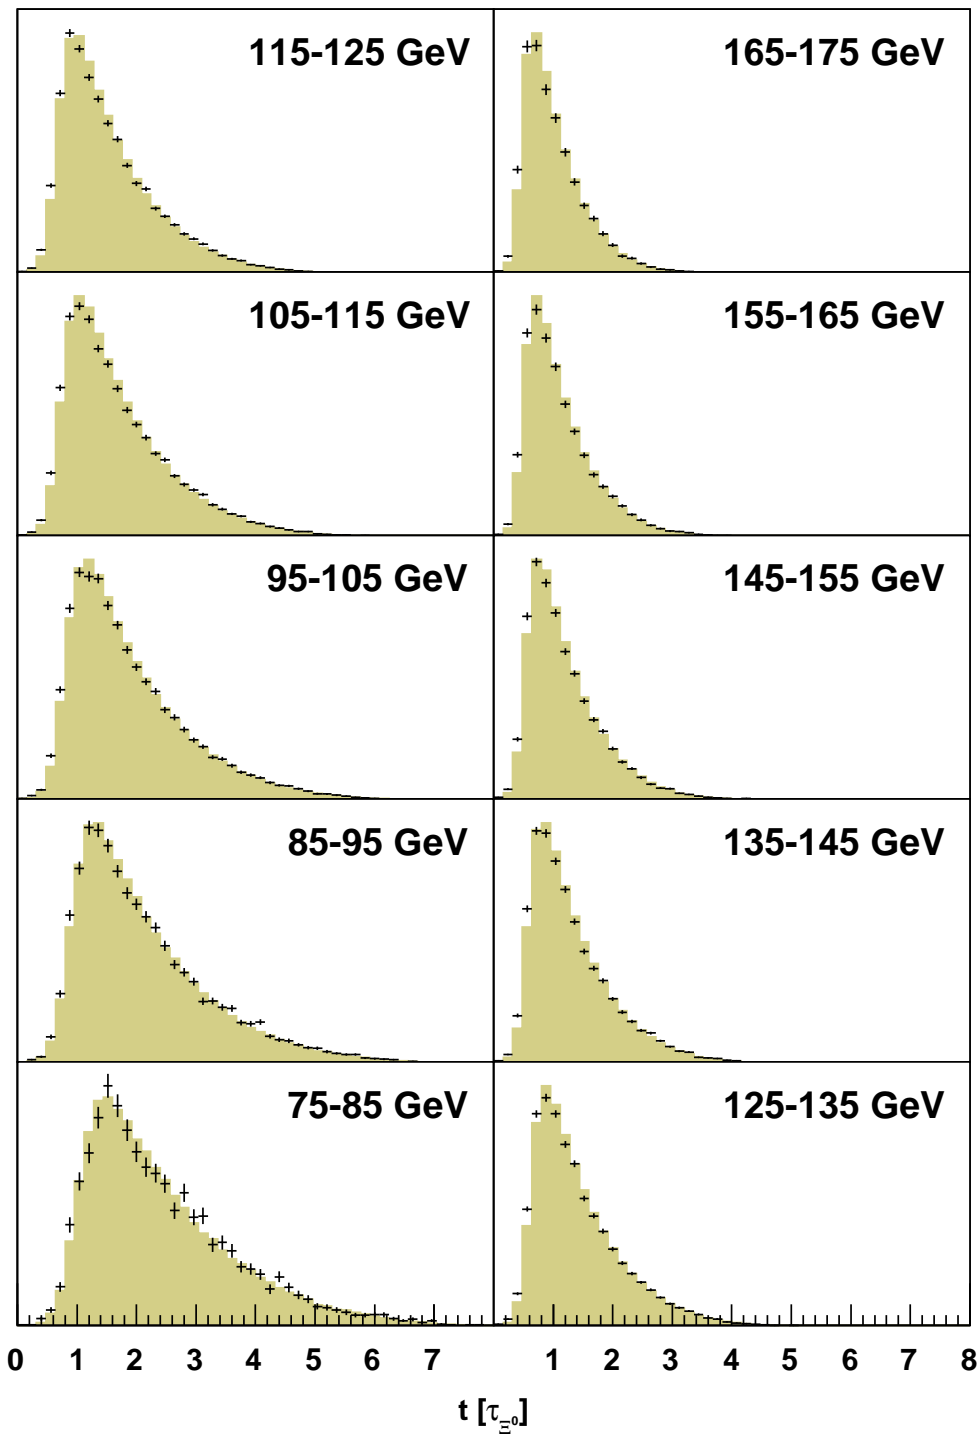 115-125 GeV
165-175 GeV
105-115 GeV
155-165 GeV
95-105 GeV
145-155 GeV
85-95 GeV
135-145 GeV
75-85 GeV
125-135 GeV
0 1 2 3 4 5 6 7 1 2 3 4 5 6 7 8
t [τ_Ξ⁰]